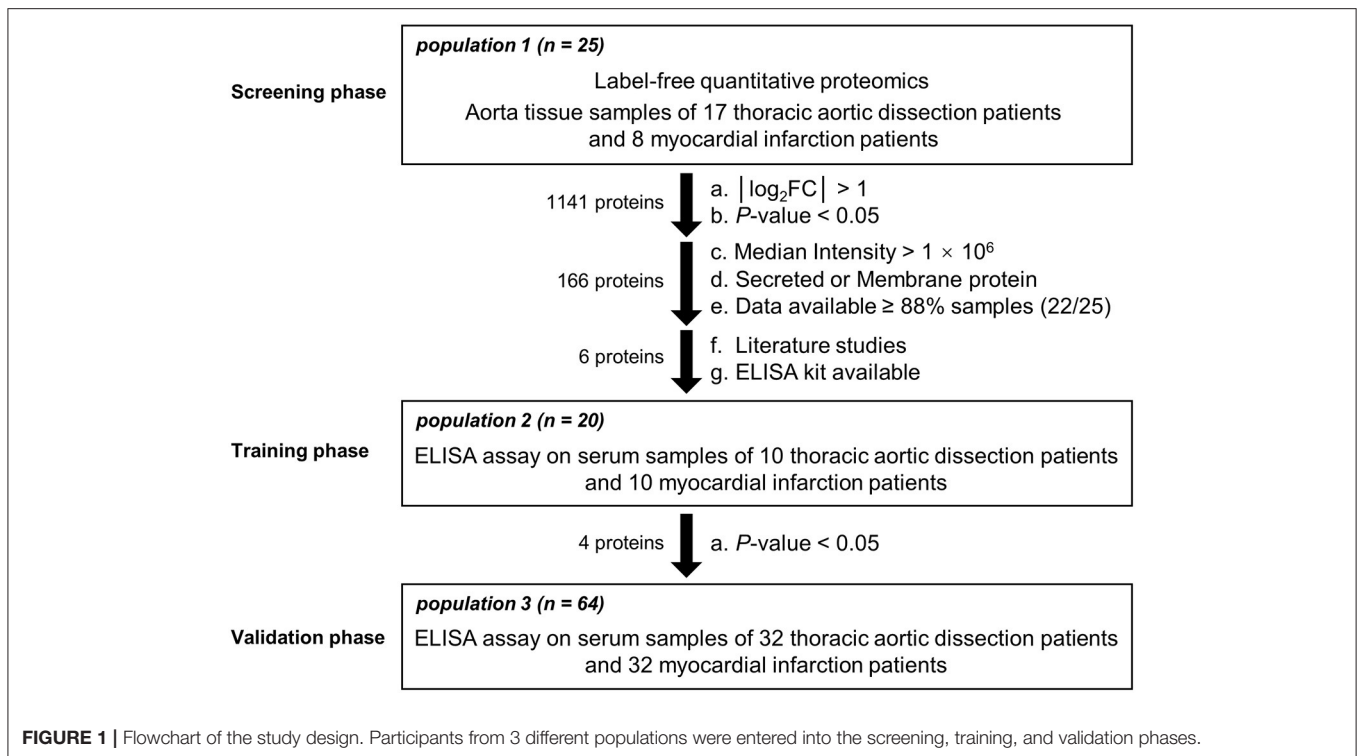 population 1 (n = 25)
Screening phase
Label-free quantitative proteomics
Aorta tissue samples of 17 thoracic aortic dissection patients
and 8 myocardial infarction patients
1141 proteins
a. |log₂FC| > 1
b. P-value < 0.05
166 proteins
c. Median Intensity > 1 × 10⁶
d. Secreted or Membrane protein
e. Data available ≥ 88% samples (22/25)
6 proteins
f. Literature studies
g. ELISA kit available
population 2 (n = 20)
Training phase
ELISA assay on serum samples of 10 thoracic aortic dissection patients
and 10 myocardial infarction patients
4 proteins
a. P-value < 0.05
population 3 (n = 64)
Validation phase
ELISA assay on serum samples of 32 thoracic aortic dissection patients
and 32 myocardial infarction patients
FIGURE 1 | Flowchart of the study design. Participants from 3 different populations were entered into the screening, training, and validation phases.